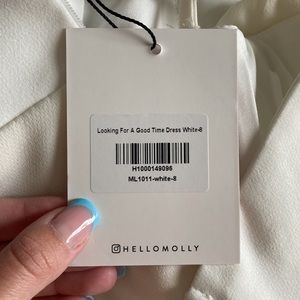 Looking For A Good Time Dress White-8
H1000149096
ML1011-white-8
HELLOMOLLY